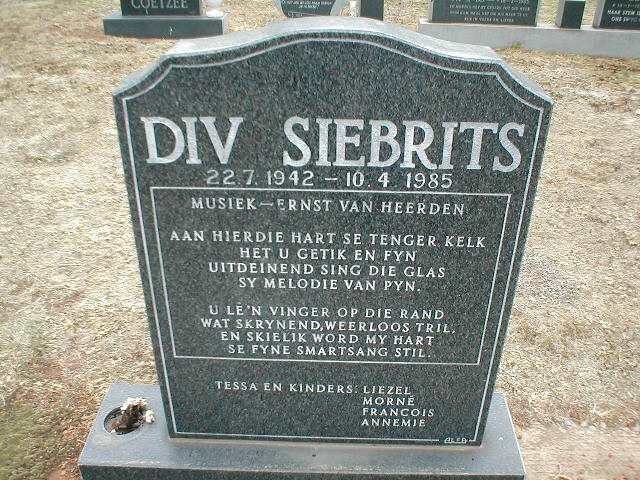 COETZEE
DIV SIEBRITS
22.7.1942 — 10.4.1985
MUSIEK — ERNST VAN HEERDEN
AAN HIERDIE HART SE TENGER KELK
HET U GETIK EN FYN
UITDEINEND SING DIE GLAS
SY MELODIE VAN PYN.
U LÊ 'N VINGER OP DIE RAND
WAT SKRYNEND, WEERLOOS TRIL.
EN SKIELIK WORD MY HART
SE FYNE SMARTSANG STIL.
TESSA EN KINDERS: LIEZEL
MORNÉ
FRANCOIS
ANNEMIE